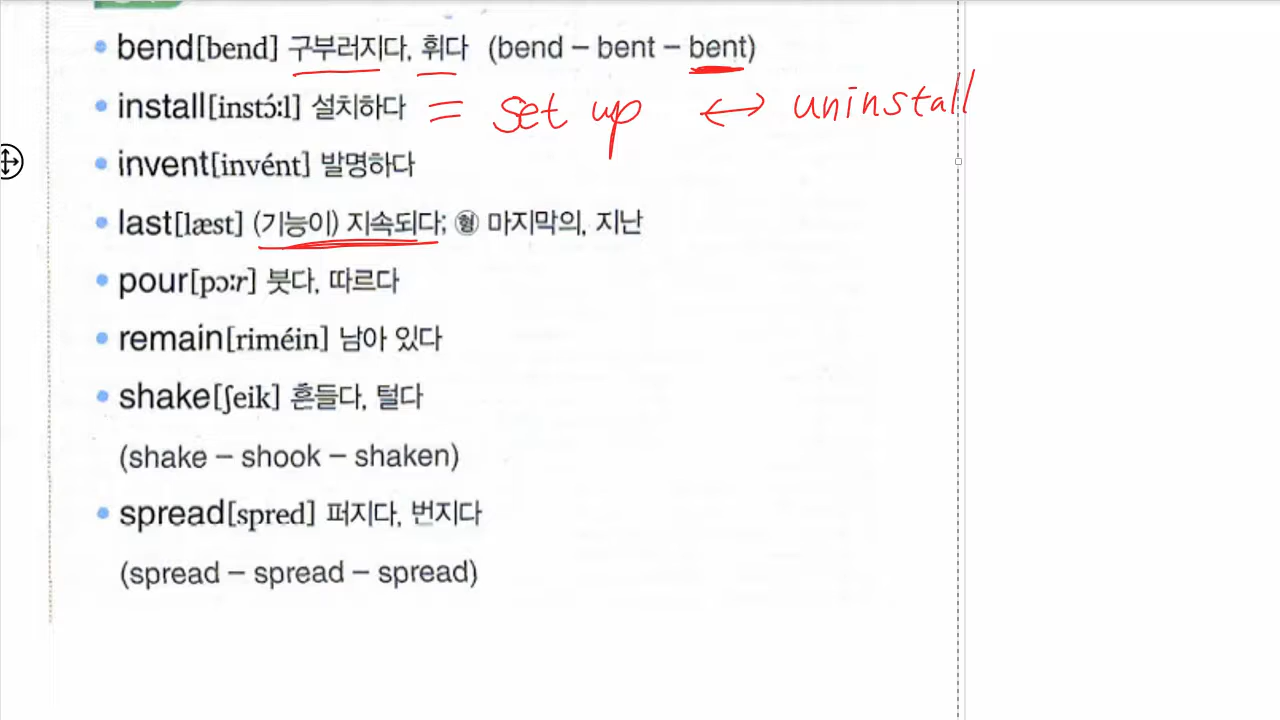 bend[bend] 구부러지다, 휘다 (bend – bent – bent)
install[instɔ́ːl] 설치하다 = set up ↔ uninstall
invent[invént] 발명하다
last[læst] (기능이) 지속되다; 형 마지막의, 지난
pour[pɔːr] 붓다, 따르다
remain[riméin] 남아 있다
shake[ʃeik] 흔들다, 털다
(shake – shook – shaken)
spread[spred] 퍼지다, 번지다
(spread – spread – spread)